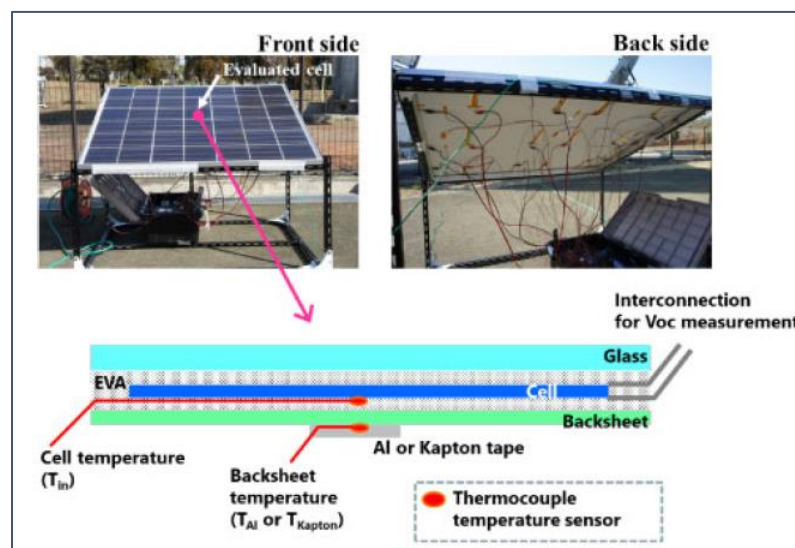 Front side
Back side
Evaluated cell
Interconnection
for Voc measurement
Glass
EVA
Cell
Backsheet
Cell temperature
(Tin)
Al or Kapton tape
Backsheet
temperature
(TAl or TKapton)
Thermocouple
temperature sensor